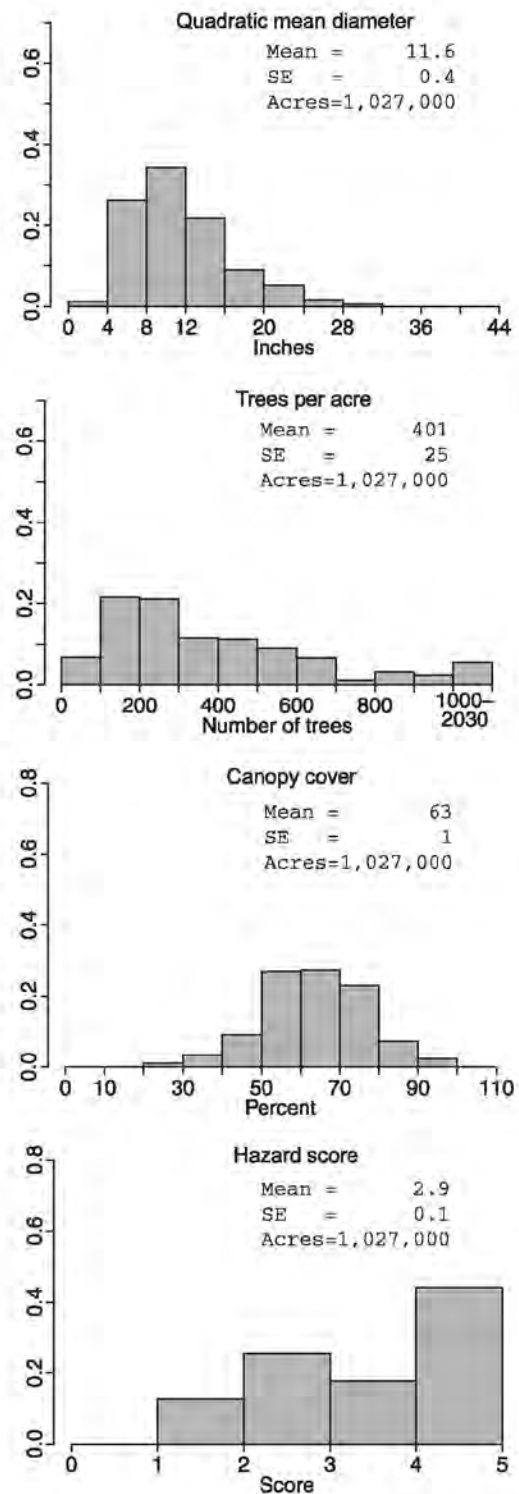 Quadratic mean diameter
Mean = 11.6
SE = 0.4
Acres=1,027,000
0.6
0.4
0.2
0.0
0 4 8 12 20 28 36 44
Inches
Trees per acre
Mean = 401
SE = 25
Acres=1,027,000
0.6
0.4
0.2
0.0
0 200 400 600 800 1000–
2030
Number of trees
Canopy cover
Mean = 63
SE = 1
Acres=1,027,000
0.8
0.6
0.4
0.2
0.0
0 10 30 50 70 90 110
Percent
Hazard score
Mean = 2.9
SE = 0.1
Acres=1,027,000
0.8
0.6
0.4
0.2
0.0
0 1 2 3 4 5
Score